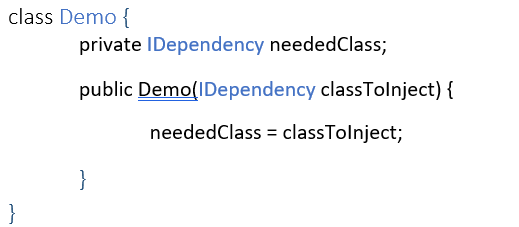 class Demo {
private IDependency neededClass;
public Demo(IDependency classToInject) {
neededClass = classToInject;
}
}